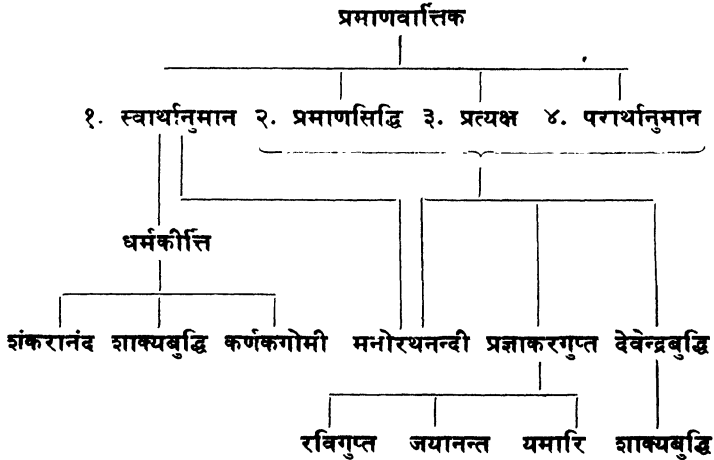 प्रमाणवार्त्तिक
१. स्वार्थानुमान २. प्रमाणसिद्धि ३. प्रत्यक्ष ४. परार्थानुमान
धर्मकीर्त्ति
शंकरानंद शाक्यबुद्धि कर्णकगोमी मनोरथनन्दी प्रज्ञाकरगुप्त देवेन्द्रबुद्धि
रविगुप्त जयानन्त यमारि शाक्यबुद्धि